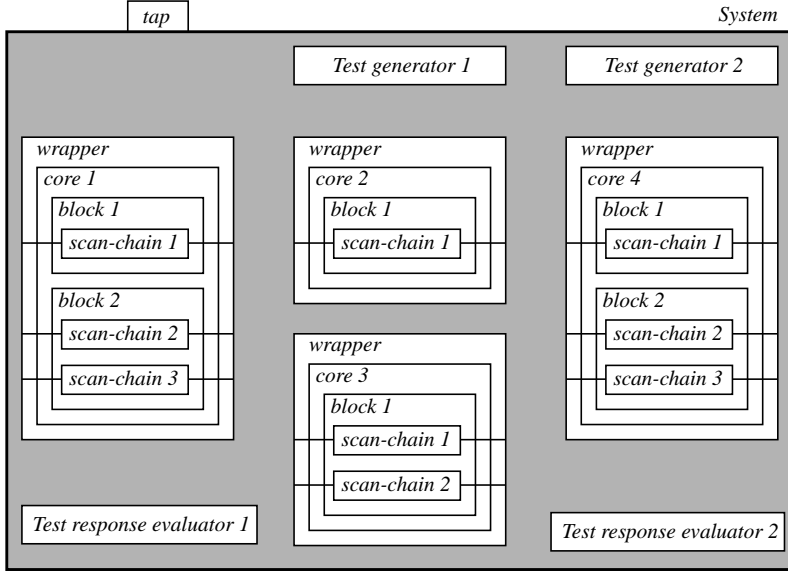 tap
System
Test generator 1
Test generator 2
wrapper
core 1
block 1
scan-chain 1
block 2
scan-chain 2
scan-chain 3
wrapper
core 2
block 1
scan-chain 1
wrapper
core 3
block 1
scan-chain 1
scan-chain 2
wrapper
core 4
block 1
scan-chain 1
block 2
scan-chain 2
scan-chain 3
Test response evaluator 1
Test response evaluator 2